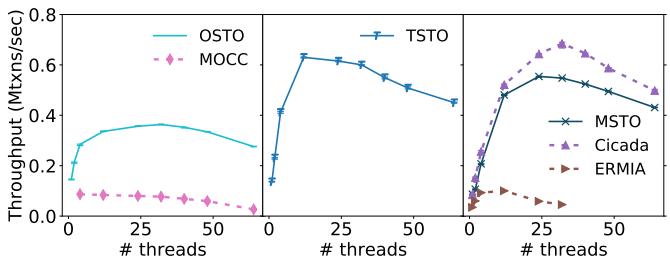 Throughput (Mtxns/sec)
0.8
0.6
0.4
0.2
0.0
OSTO
MOCC
0 25 50
# threads
TSTO
0 25 50
# threads
MSTO
Cicada
ERMIA
0 25 50
# threads